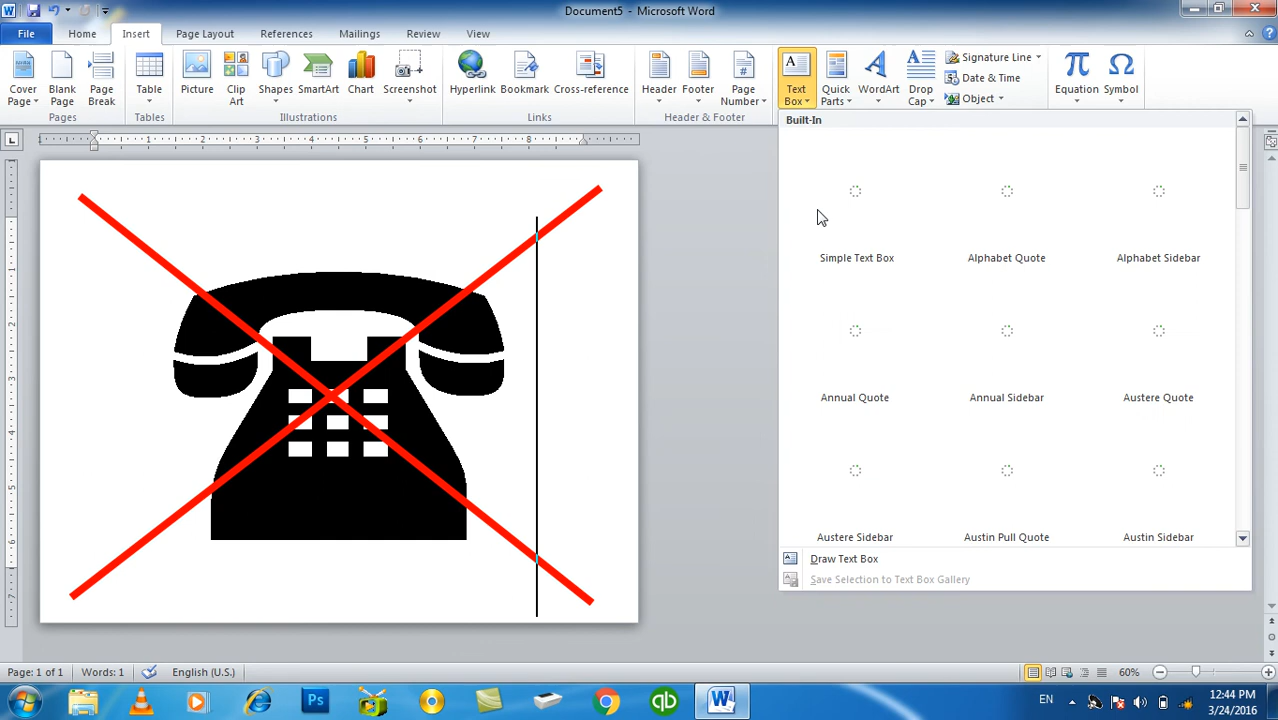 Document5 - Microsoft Word
File Home Insert Page Layout References Mailings Review View
Cover Page
Blank Page
Page Break
Table
Picture
Clip Art
Shapes
SmartArt
Chart
Screenshot
Hyperlink
Bookmark
Cross-reference
Header
Footer
Page Number
Text Box
Quick Parts
WordArt
Drop Cap
Signature Line
Date & Time
Object
Equation
Symbol
Pages
Tables
Illustrations
Links
Header & Footer
Built-In
Simple Text Box
Alphabet Quote
Alphabet Sidebar
Annual Quote
Annual Sidebar
Austere Quote
Austere Sidebar
Austin Pull Quote
Austin Sidebar
Draw Text Box
Save Selection to Text Box Gallery
Page: 1 of 1
Words: 1
English (U.S.)
60%
Ps
qb
EN
12:44 PM
3/24/2016